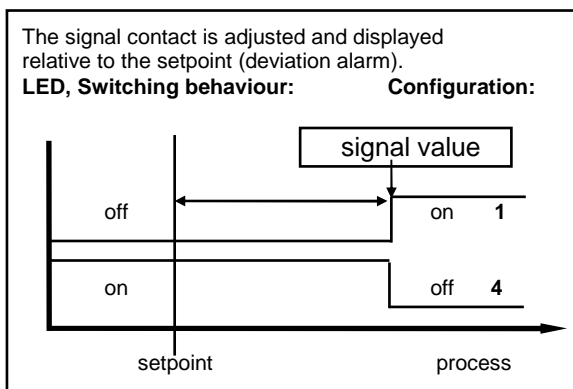 The signal contact is adjusted and displayed
relative to the setpoint (deviation alarm).
LED, Switching behaviour: Configuration:
signal value
off on 1
on off 4
setpoint process